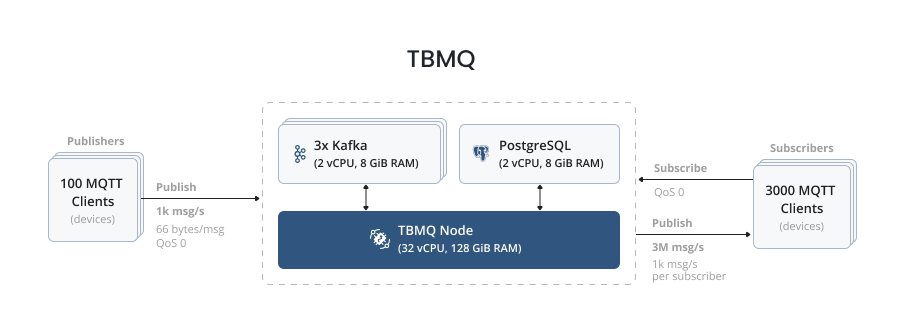 TBMQ
Publishers
100 MQTT
Clients
(devices)
Publish
1k msg/s
66 bytes/msg
QoS 0
3x Kafka
(2 vCPU, 8 GiB RAM)
PostgreSQL
(2 vCPU, 8 GiB RAM)
TBMQ Node
(32 vCPU, 128 GiB RAM)
Subscribe
QoS 0
Publish
3M msg/s
1k msg/s
per subscriber
Subscribers
3000 MQTT
Clients
(devices)